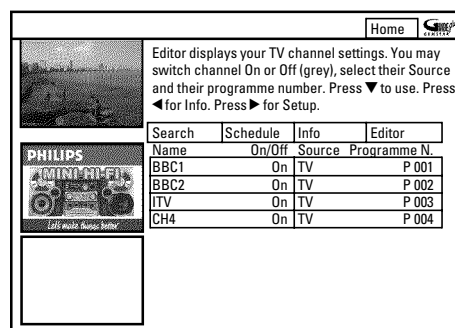 Home GUIDE Plus+ GEMSTAR
Editor displays your TV channel settings. You may
switch channel On or Off (grey), select their Source
and their programme number. Press ▼ to use. Press
◀ for Info. Press ▶ for Setup.
Search Schedule Info Editor
Name On/Off Source Programme N.
BBC1 On TV P 001
BBC2 On TV P 002
ITV On TV P 003
CH4 On TV P 004
PHILIPS
MINI-HI-FI
Let's make things better